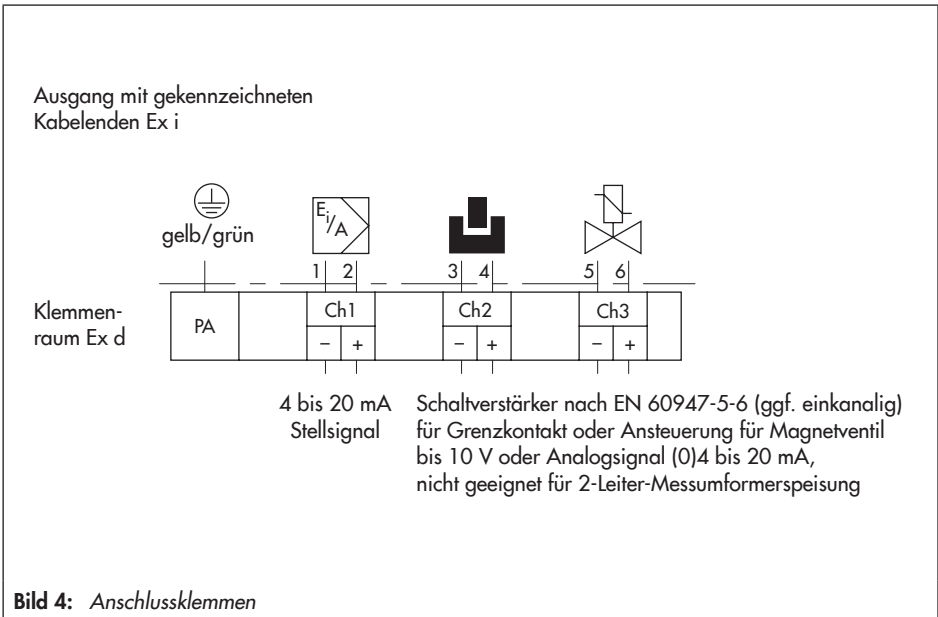 Ausgang mit gekennzeichneten
Kabelenden Ex i
gelb/grün
E i/A
1 2 3 4 5 6
Klemmen-
raum Ex d
PA
Ch1 Ch2 Ch3
– + – + – +
4 bis 20 mA
Stellsignal
Schaltverstärker nach EN 60947-5-6 (ggf. einkanalig)
für Grenzkontakt oder Ansteuerung für Magnetventil
bis 10 V oder Analogsignal (0)4 bis 20 mA,
nicht geeignet für 2-Leiter-Messumformerspeisung
Bild 4: Anschlussklemmen